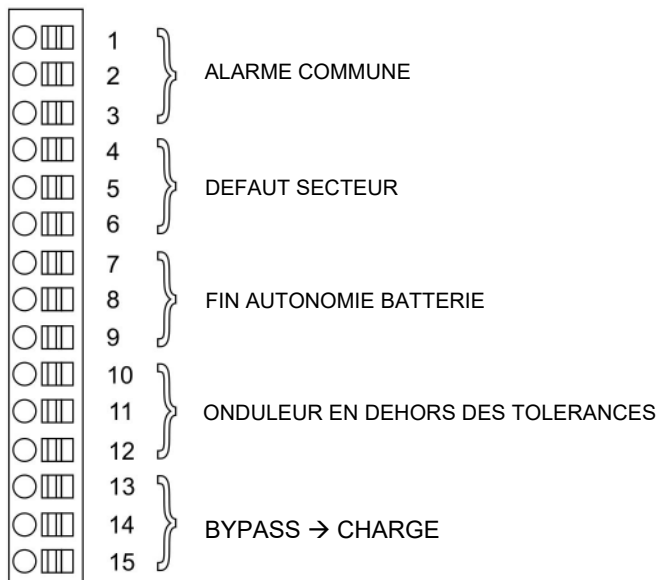 1
2 ALARME COMMUNE
3
4
5 DEFAUT SECTEUR
6
7
8 FIN AUTONOMIE BATTERIE
9
10
11 ONDULEUR EN DEHORS DES TOLERANCES
12
13
14 BYPASS → CHARGE
15